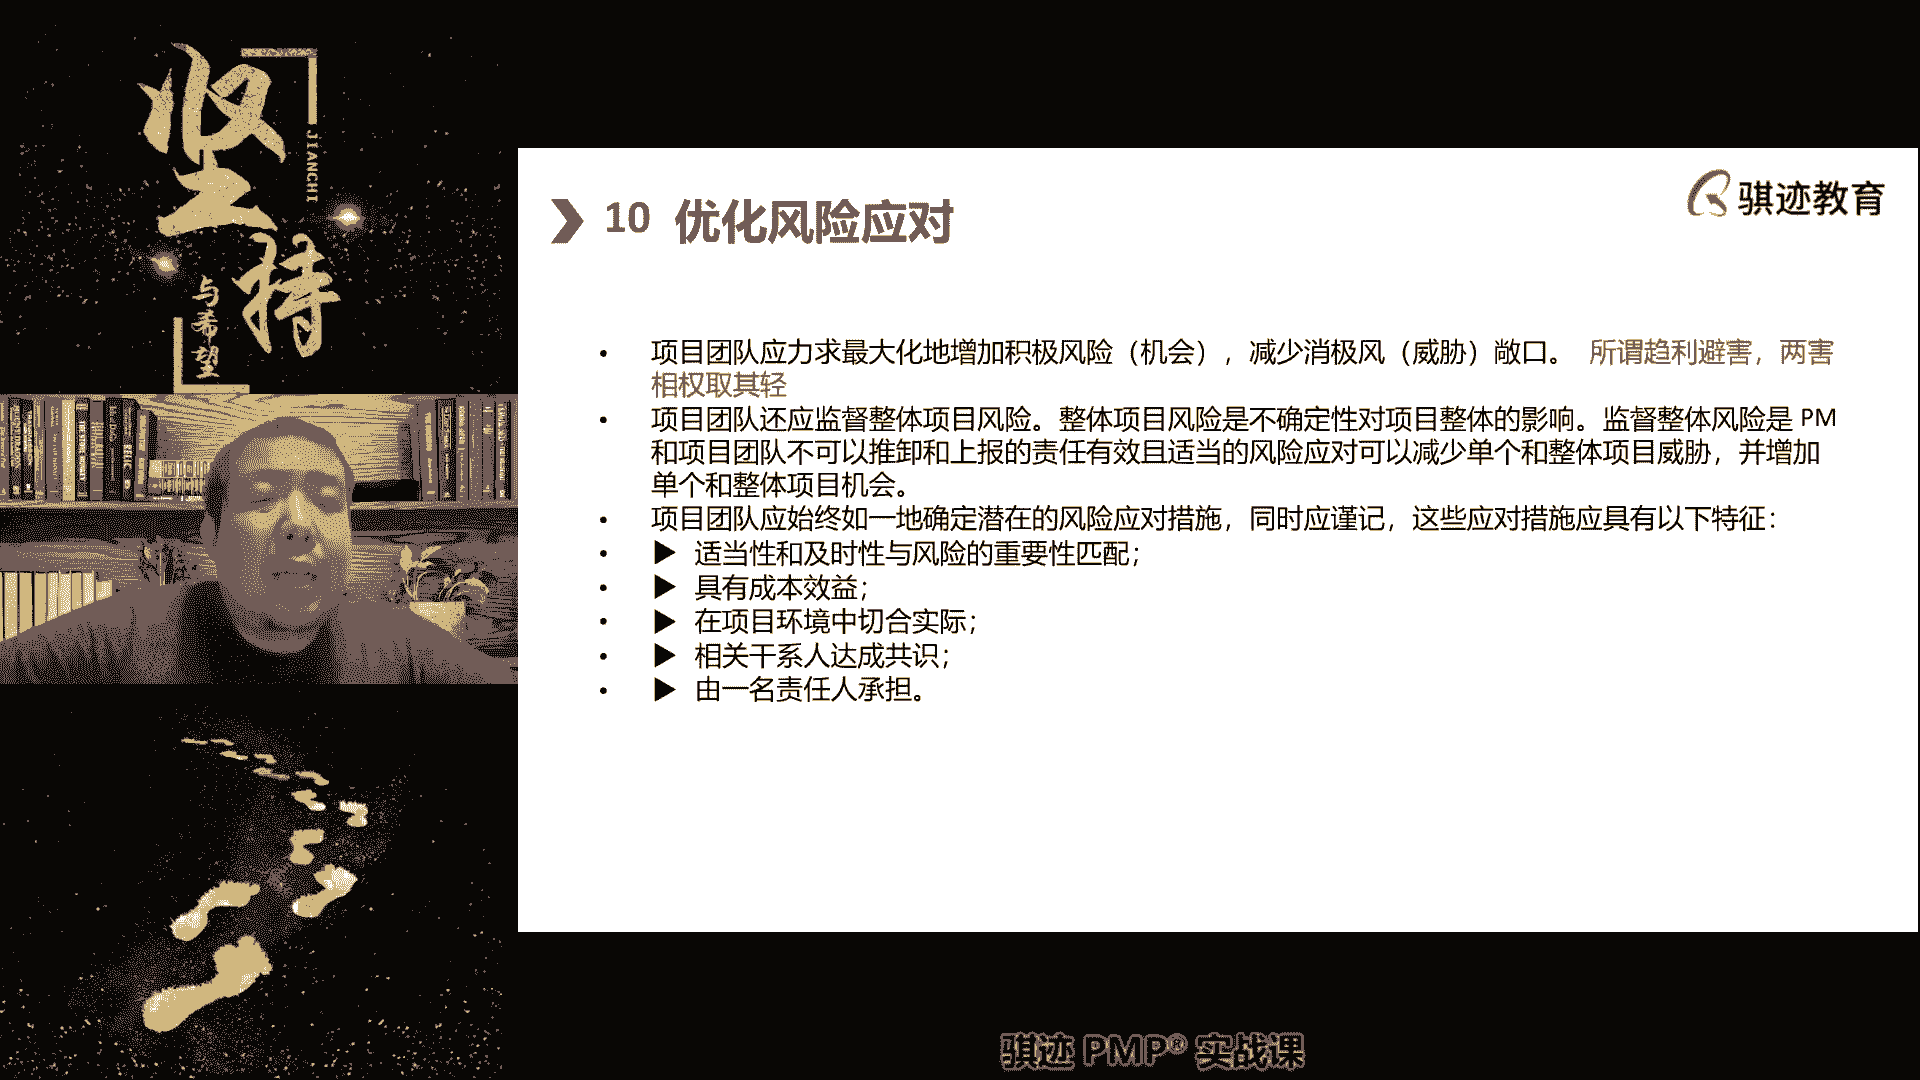 坚持
JIANCHI
与希望
骐迹教育
10 优化风险应对
• 项目团队应力求最大化地增加积极风险（机会），减少消极风（威胁）敞口。 所谓趋利避害，两害
相权取其轻
• 项目团队还应监督整体项目风险。整体项目风险是不确定性对项目整体的影响。监督整体风险是 PM
和项目团队不可以推卸和上报的责任有效且适当的风险应对可以减少单个和整体项目威胁，并增加
单个和整体项目机会。
• 项目团队应始终如一地确定潜在的风险应对措施，同时应谨记，这些应对措施应具有以下特征：
• ▶ 适当性和及时性与风险的重要性匹配；
• ▶ 具有成本效益；
• ▶ 在项目环境中切合实际；
• ▶ 相关干系人达成共识；
• ▶ 由一名责任人承担。
骐迹 PMP® 实战课